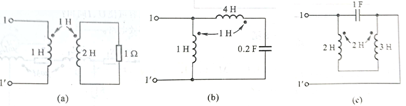 1 1 H
1 H 2 H 1 Ω
1'
(a)
4 H
1
1 H 1 H 0.2 F
1'
(b)
1 F
1
2 H 2 H 3 H
1'
(c)